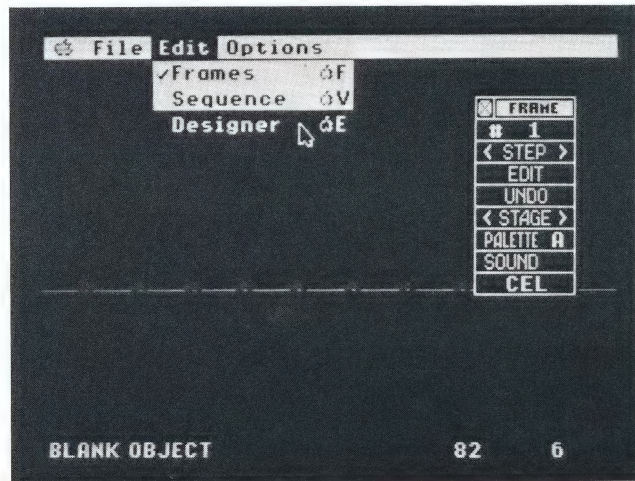 File Edit Options
✓Frames F
Sequence V
Designer E
FRAME
# 1
< STEP >
EDIT
UNDO
< STAGE >
PALETTE A
SOUND
CEL
BLANK OBJECT 82 6